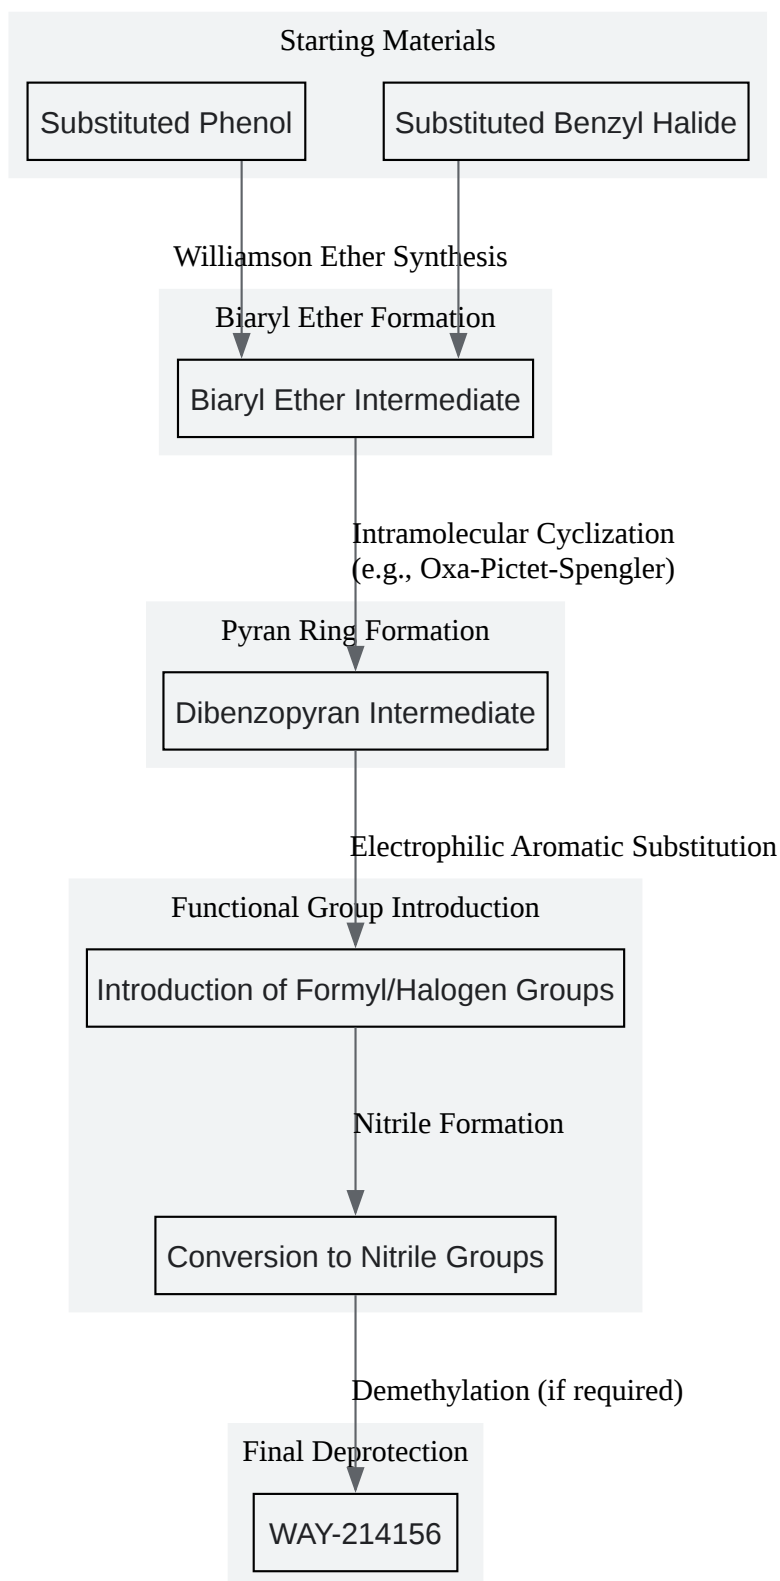 Starting Materials
Substituted Phenol
Substituted Benzyl Halide
Williamson Ether Synthesis
Biaryl Ether Formation
Biaryl Ether Intermediate
Intramolecular Cyclization
(e.g., Oxa-Pictet-Spengler)
Pyran Ring Formation
Dibenzopyran Intermediate
Electrophilic Aromatic Substitution
Functional Group Introduction
Introduction of Formyl/Halogen Groups
Nitrile Formation
Conversion to Nitrile Groups
Demethylation (if required)
Final Deprotection
WAY-214156